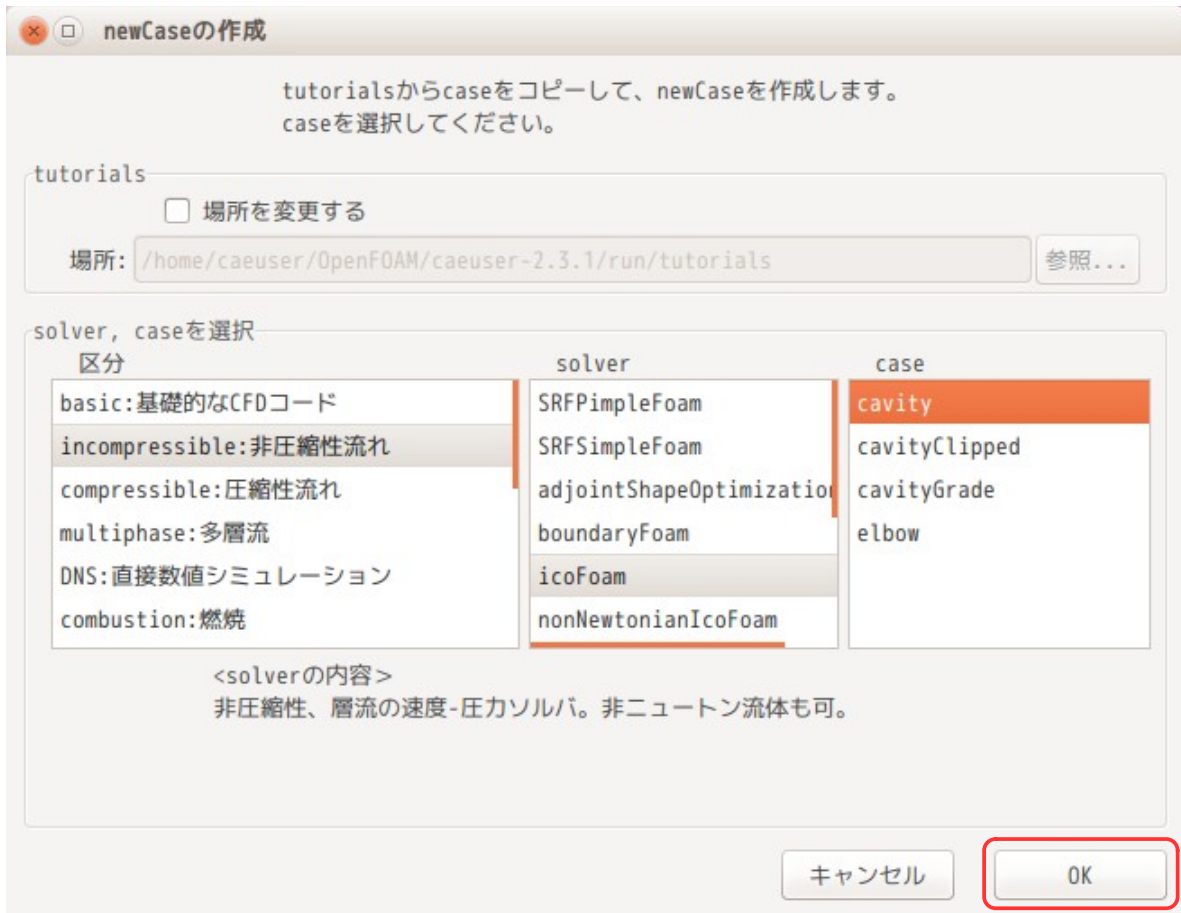 newCaseの作成
tutorialsからcaseをコピーして、newCaseを作成します。
caseを選択してください。
tutorials
場所を変更する
場所: /home/caeuser/OpenFOAM/caeuser-2.3.1/run/tutorials 参照...
solver, caseを選択
区分 solver case
basic:基礎的なCFDコード SRFPimpleFoam cavity
incompressible:非圧縮性流れ SRFSimpleFoam cavityClipped
compressible:圧縮性流れ adjointShapeOptimization cavityGrade
multiphase:多層流 boundaryFoam elbow
DNS:直接数値シミュレーション icoFoam
combustion:燃焼 nonNewtonianIcoFoam
<solverの内容>
非圧縮性、層流の速度-圧力ソルバ。非ニュートン流体も可。
キャンセル OK